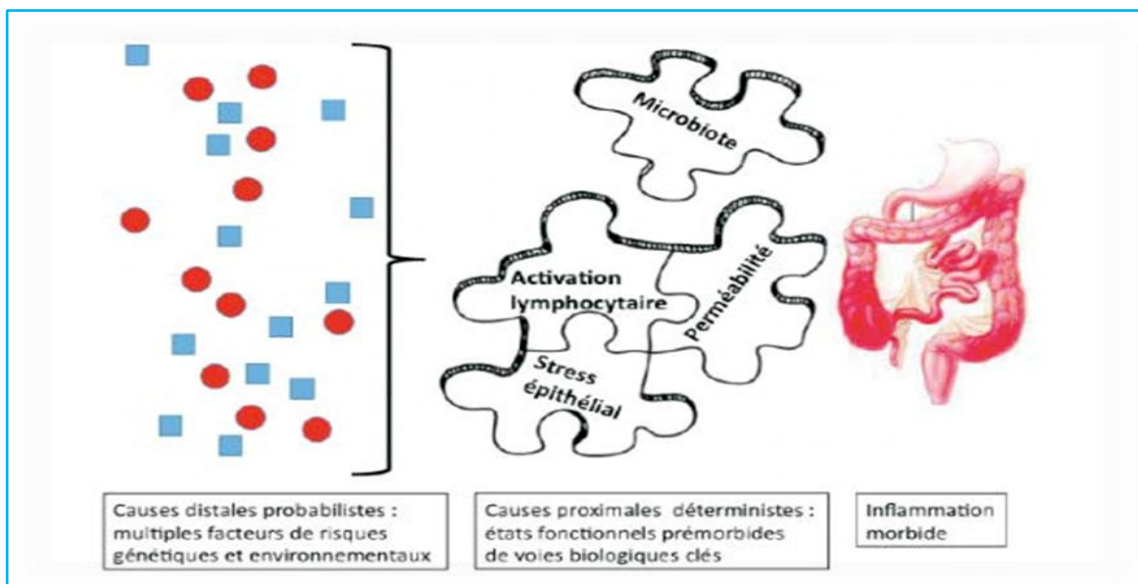 Microbiote
Activation
lymphocytaire
Perméabilité
Stress
épithélial
Causes distales probabilistes :
multiples facteurs de risques
génétiques et environnementaux
Causes proximales déterministes :
états fonctionnels prémorbides
de voies biologiques clés
Inflammation
morbide